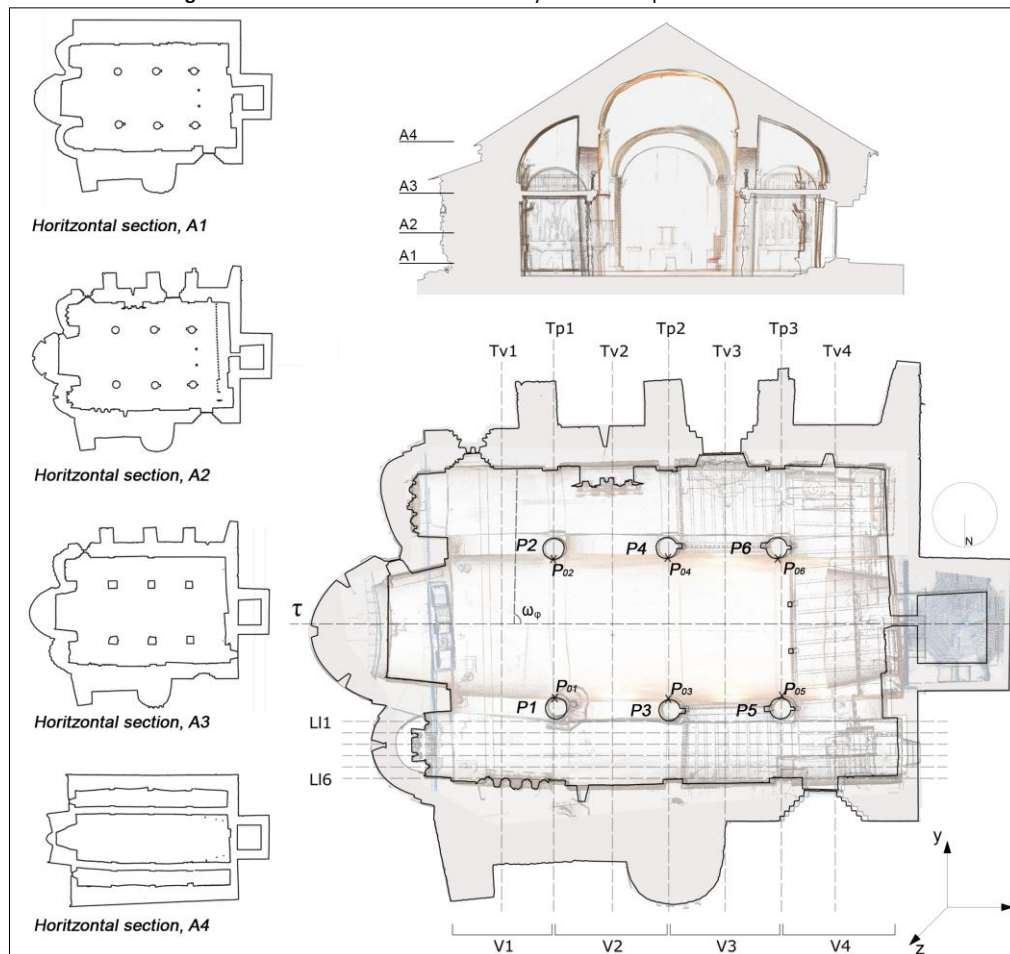 Horitzontal section, A1
Horitzontal section, A2
Horitzontal section, A3
Horitzontal section, A4
A4
A3
A2
A1
Tp1 Tp2 Tp3
Tv1 Tv2 Tv3 Tv4
P2 P4 P6
P02 P04 P06
N
τ ωφ
P01 P03 P05
P1 P3 P5
Ll1
Ll6
y
z
V1 V2 V3 V4